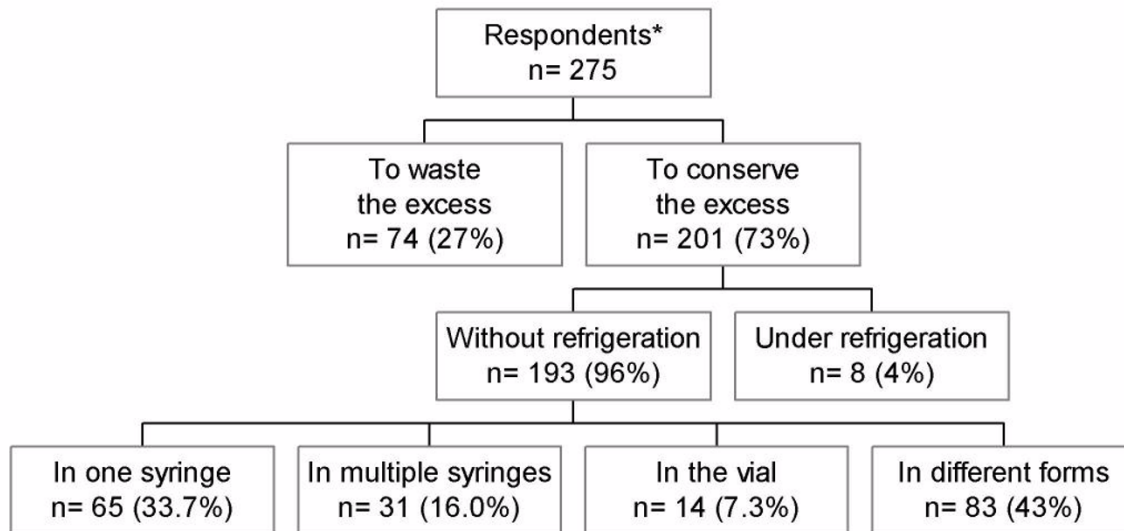 Respondents*
n= 275
To waste
the excess
n= 74 (27%)
To conserve
the excess
n= 201 (73%)
Without refrigeration
n= 193 (96%)
Under refrigeration
n= 8 (4%)
In one syringe
n= 65 (33.7%)
In multiple syringes
n= 31 (16.0%)
In the vial
n= 14 (7.3%)
In different forms
n= 83 (43%)